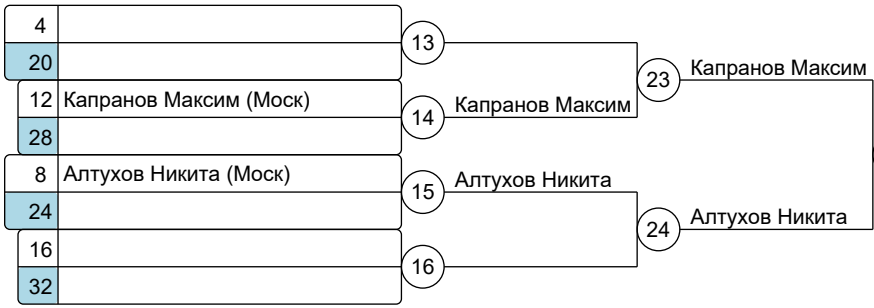 4
13
20
23 Капранов Максим
12 Капранов Максим (Моск)
14 Капранов Максим
28
8 Алтухов Никита (Моск)
15 Алтухов Никита
24
24 Алтухов Никита
16
16
32